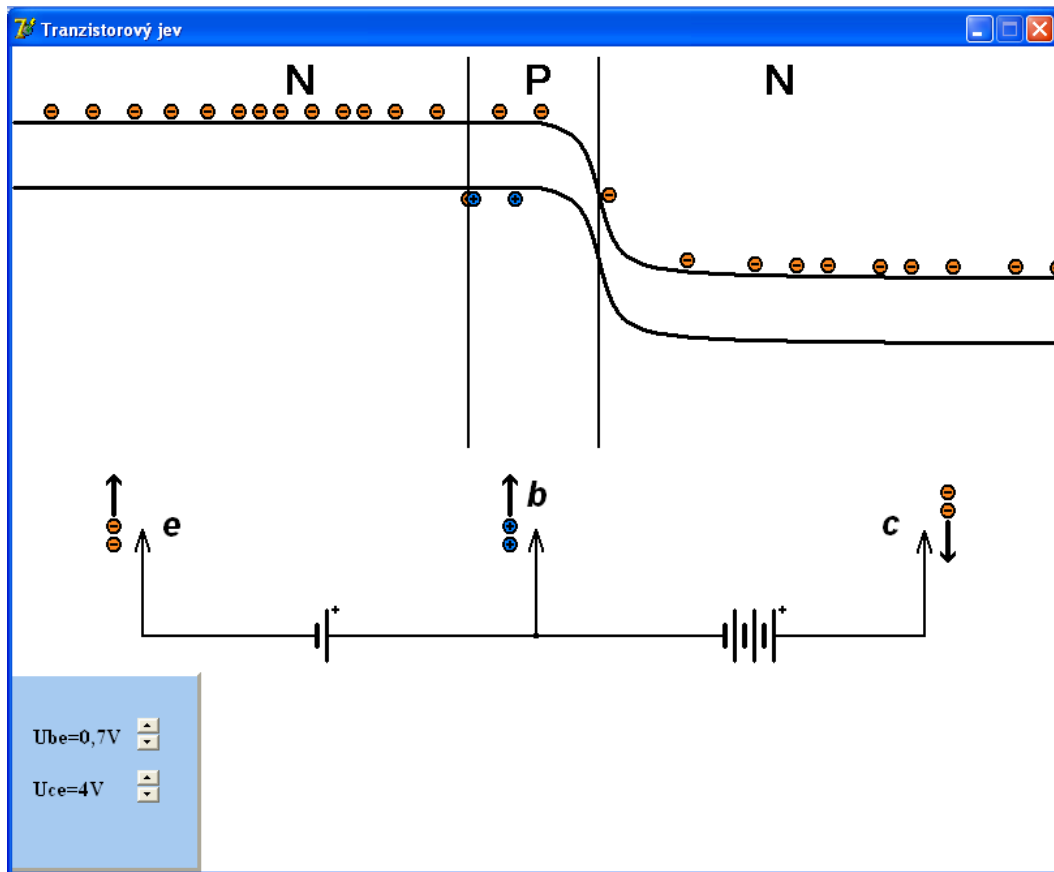 Tranzistorový jev
N P N
e b c
+ +
Ube=0,7V
Uce=4V